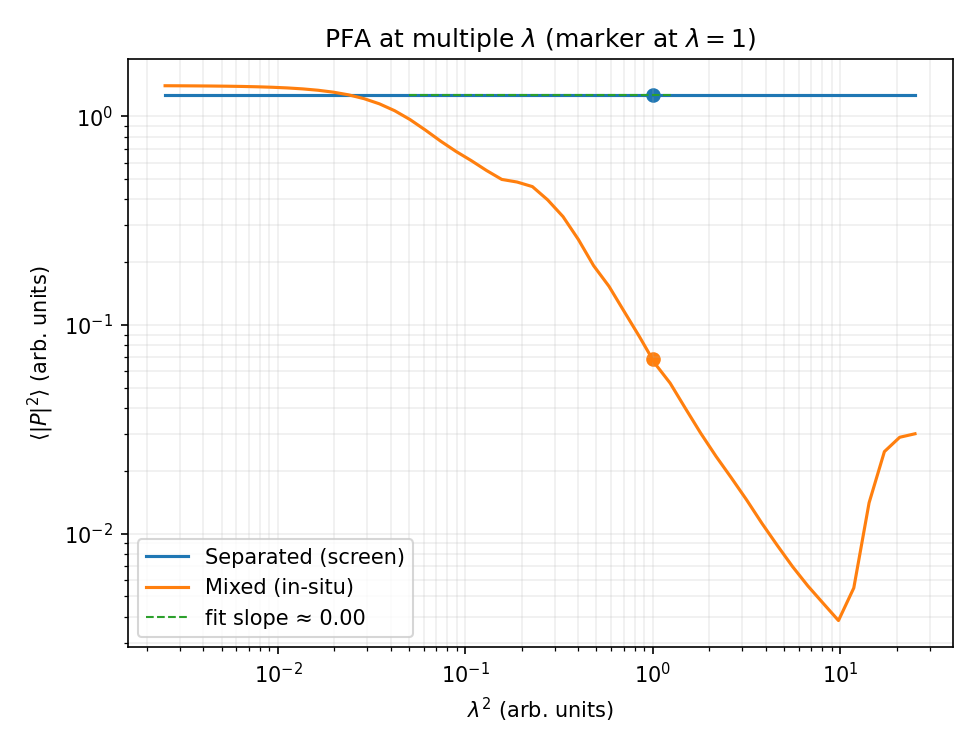 PFA at multiple λ (marker at λ = 1)
⟨|P|²⟩ (arb. units)
10⁰
10⁻¹
10⁻²
Separated (screen)
Mixed (in-situ)
fit slope ≈ 0.00
10⁻² 10⁻¹ 10⁰ 10¹
λ² (arb. units)